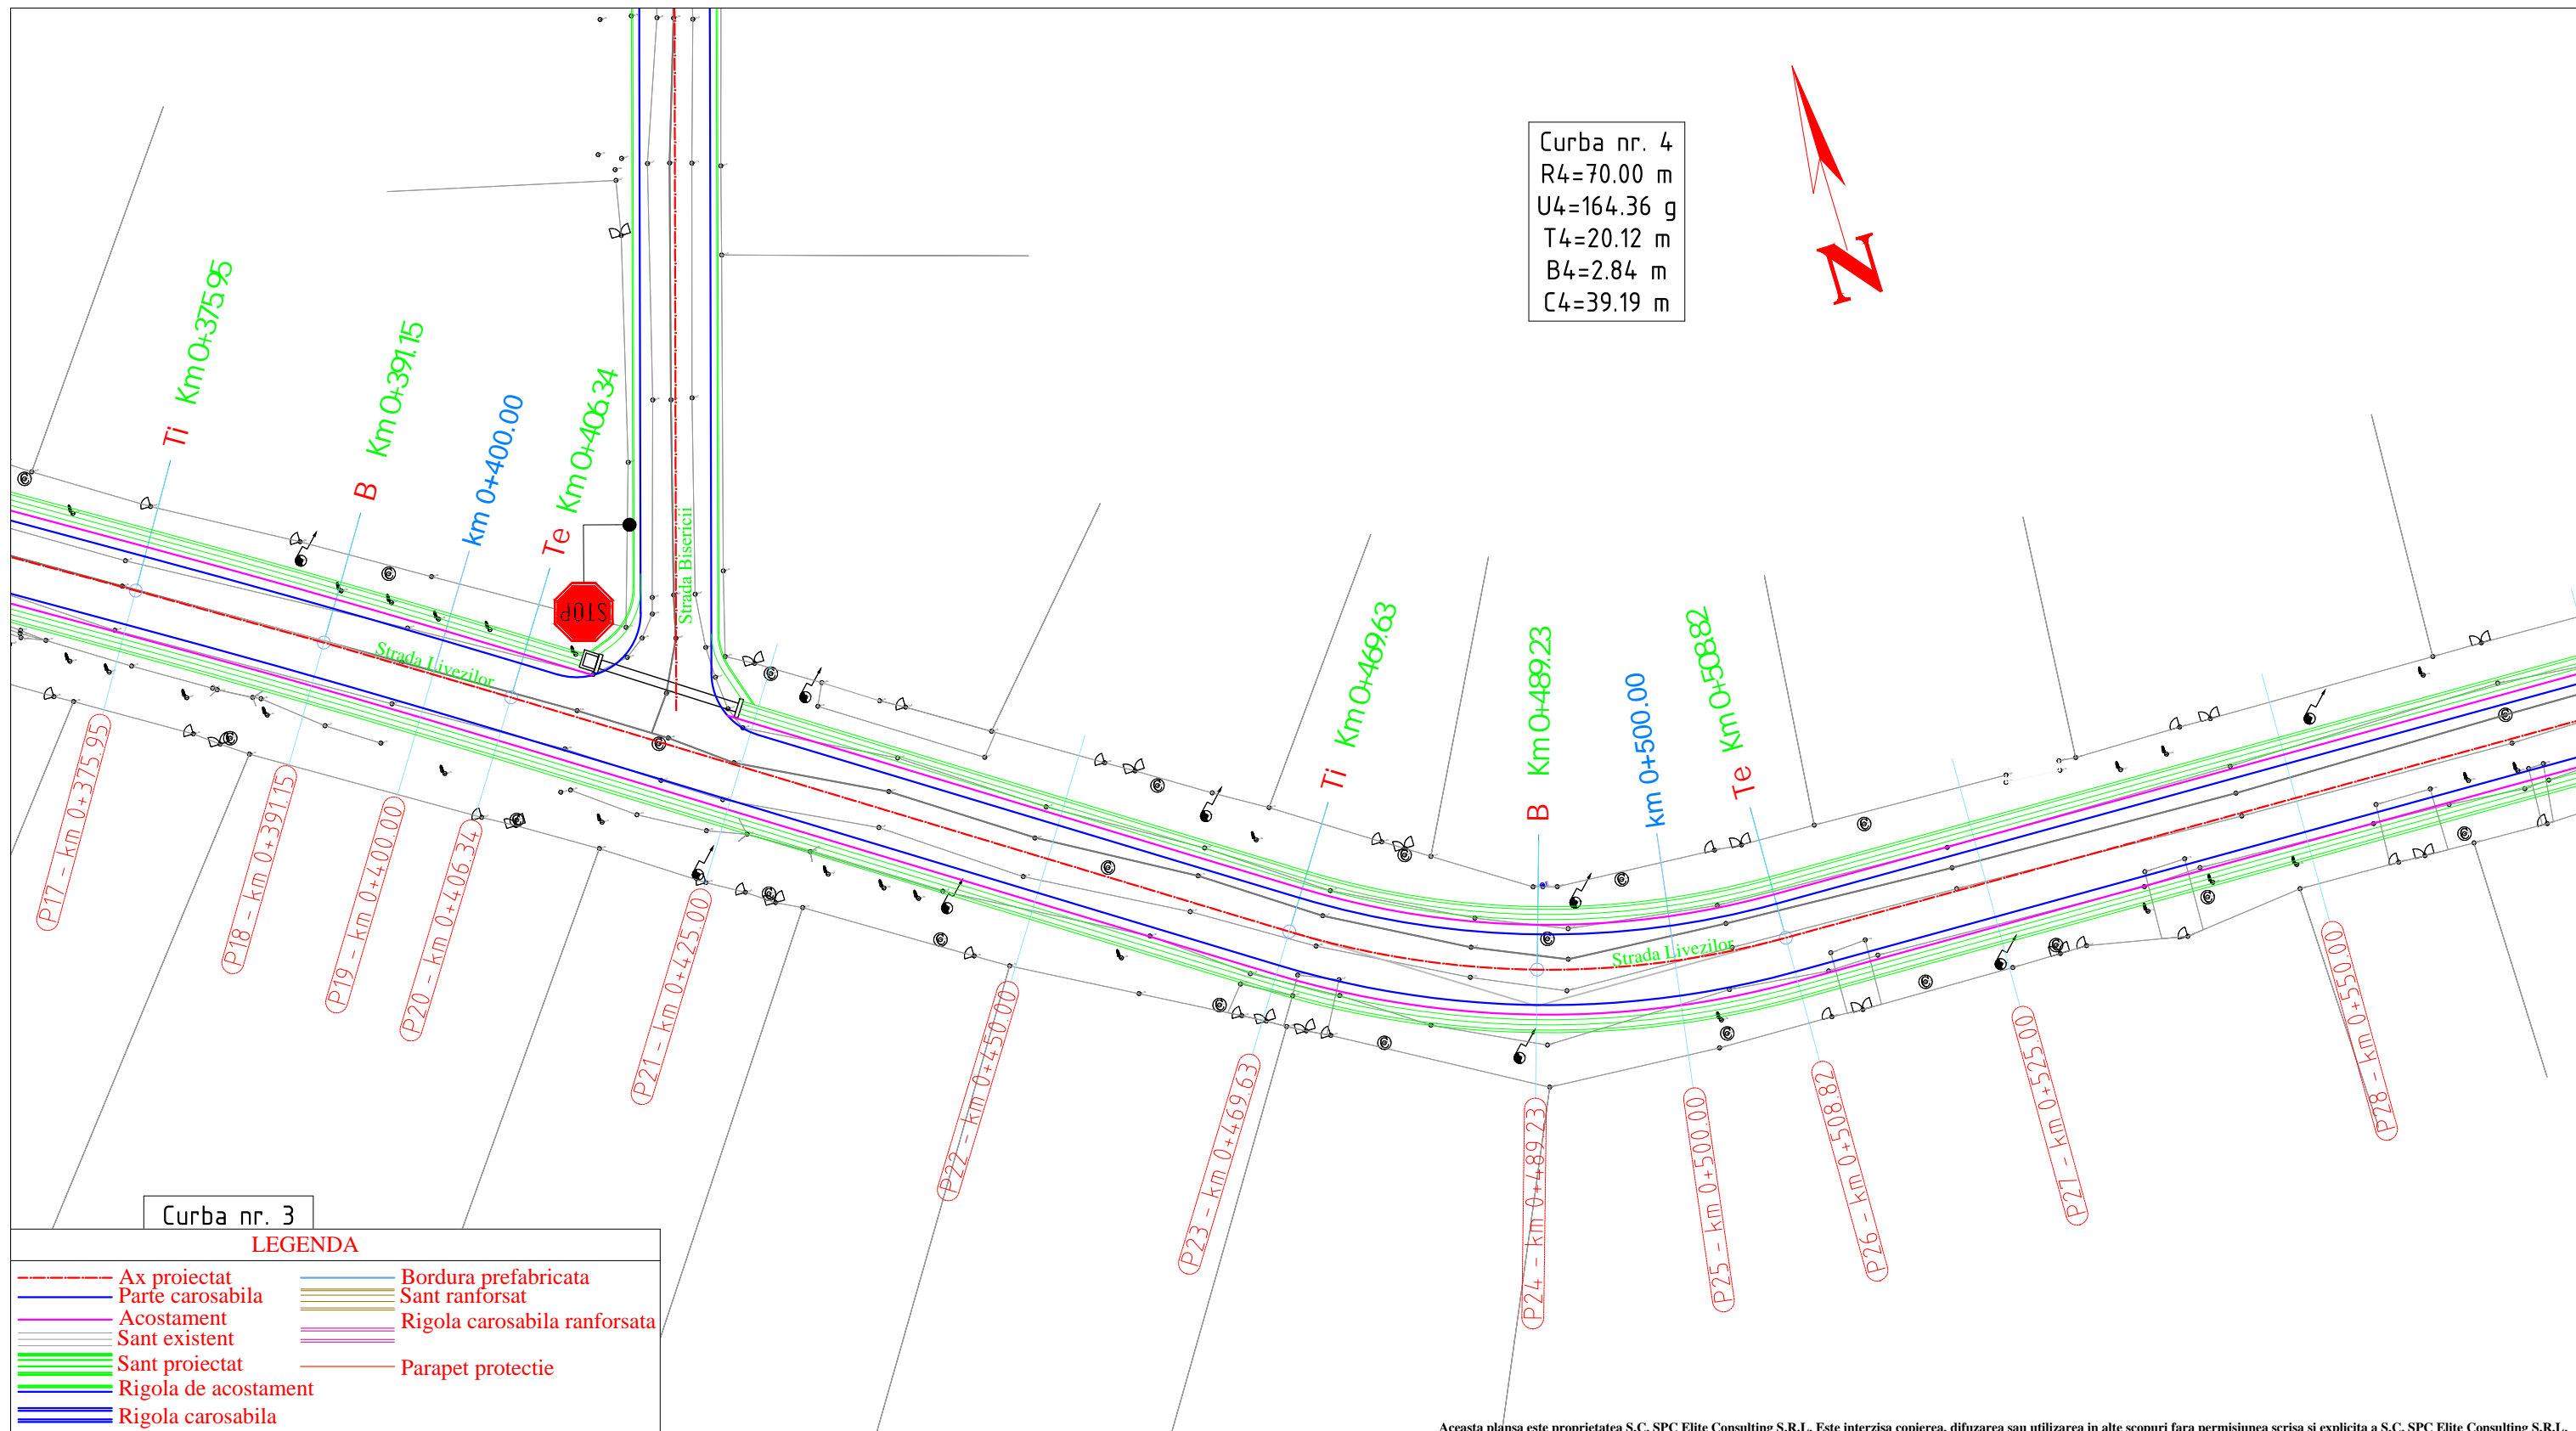 Curba nr. 4
R4=70.00 m
U4=164.36 g
T4=20.12 m
B4=2.84 m
C4=39.19 m
N
Ti Km 0+375.95
B Km 0+391.15
km 0+400.00
Te Km 0+406.34
STOP
Strada Bisericii
Strada Livezilor
Ti Km 0+469.63
B Km 0+489.23
km 0+500.00
Te Km 0+508.82
Strada Livezilor
P17 - km 0+375.95
P18 - km 0+391.15
P19 - km 0+400.00
P20 - km 0+406.34
P21 - km 0+425.00
P22 - km 0+450.00
P23 - km 0+469.63
P24 - km 0+489.23
P25 - km 0+500.00
P26 - km 0+508.82
P27 - km 0+525.00
P28 - km 0+550.00
Curba nr. 3
LEGENDA
Ax proiectat
Parte carosabila
Acostament
Sant existent
Sant proiectat
Rigola de acostament
Rigola carosabila
Bordura prefabricata
Sant ranforsat
Rigola carosabila ranforsata
Parapet protectie
Aceasta plansa este proprietatea S.C. SPC Elite Consulting S.R.L. Este interzisa copierea, difuzarea sau utilizarea in alte scopuri fara permisiunea scrisa si explicita a S.C. SPC Elite Consulting S.R.L.